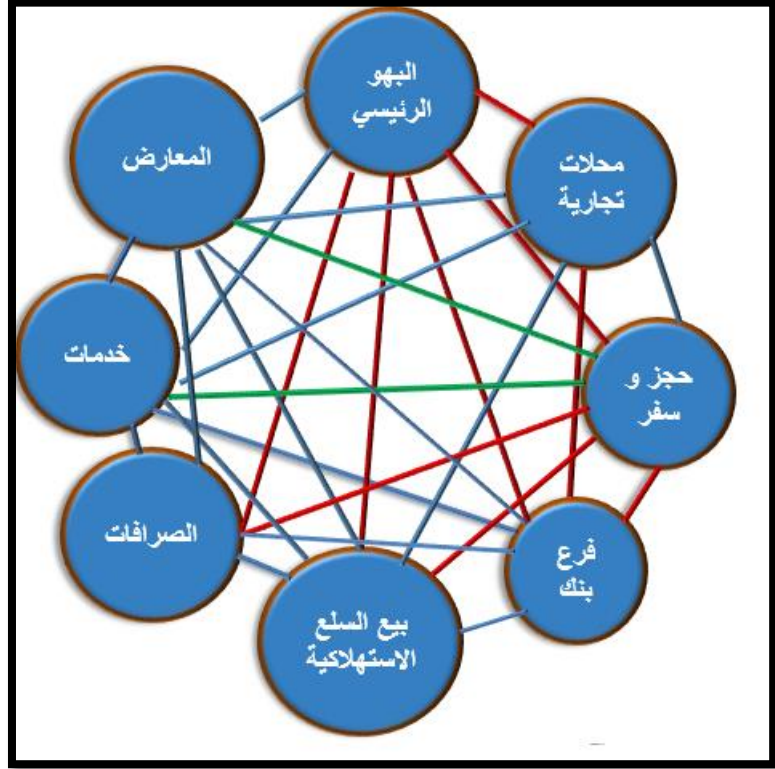 البهو
الرئيسي
محلات
تجارية
المعارض
خدمات
حجز و
سفر
الصرافات
فرع
بنك
بيع السلع
الاستهلاكية